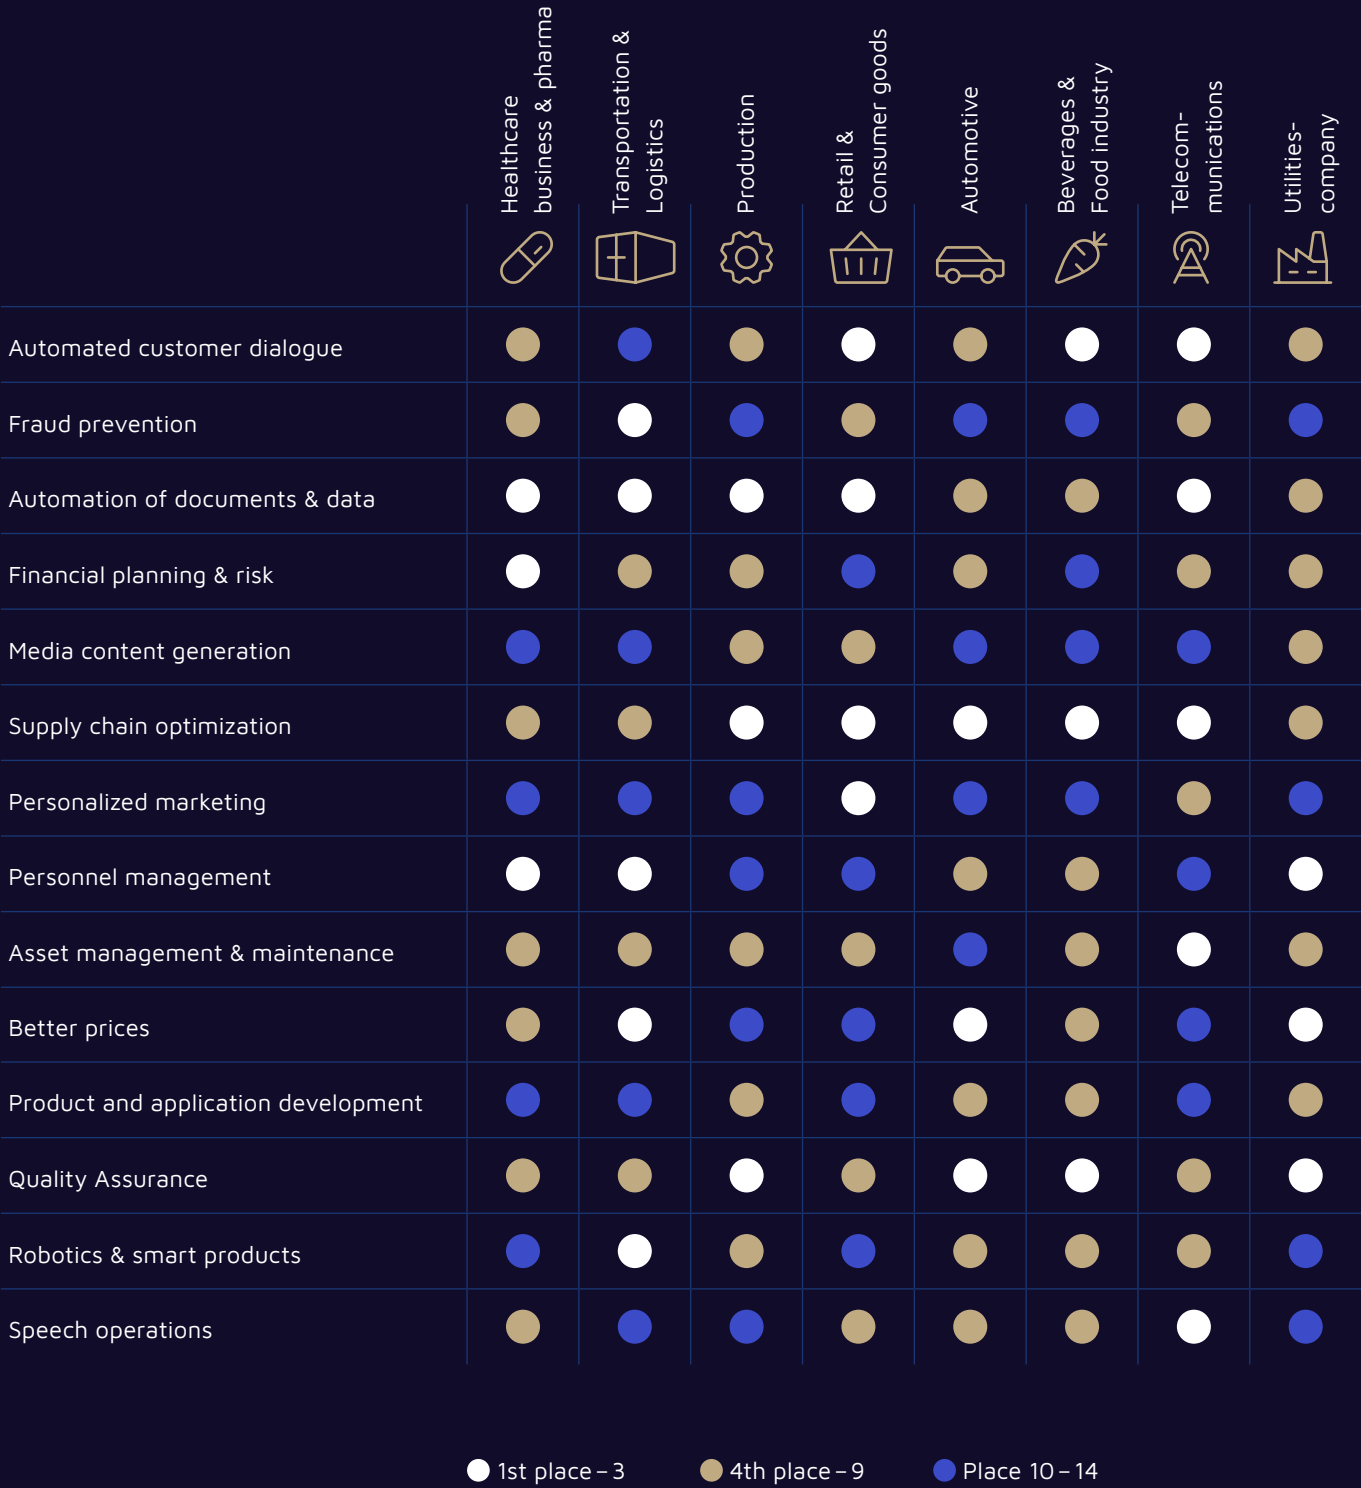 Healthcare
business & pharma
Transportation &
Logistics
Production
Retail &
Consumer goods
Automotive
Beverages &
Food industry
Telecom-
munications
Utilities-
company
Automated customer dialogue
Fraud prevention
Automation of documents & data
Financial planning & risk
Media content generation
Supply chain optimization
Personalized marketing
Personnel management
Asset management & maintenance
Better prices
Product and application development
Quality Assurance
Robotics & smart products
Speech operations
1st place – 3
4th place – 9
Place 10 – 14